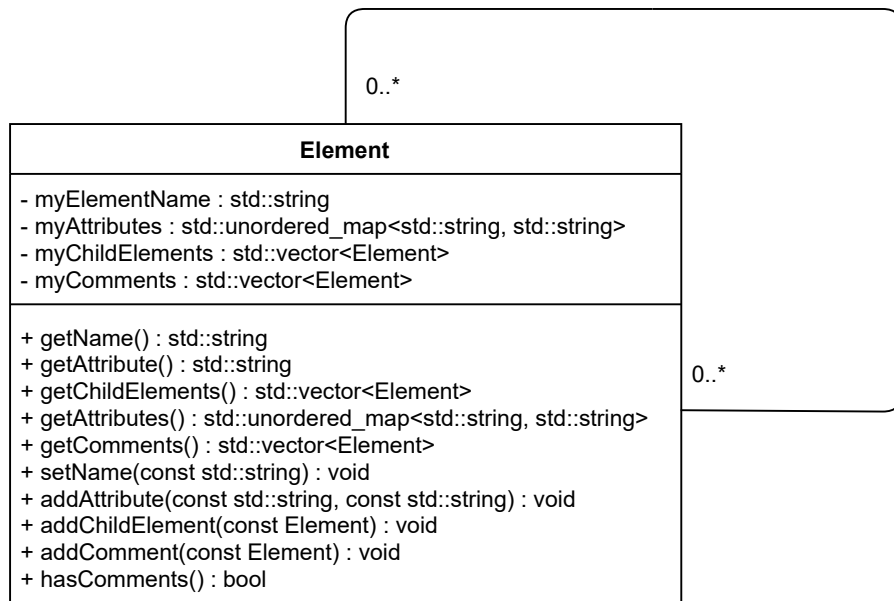 0..*
Element
- myElementName : std::string
- myAttributes : std::unordered_map<std::string, std::string>
- myChildElements : std::vector<Element>
- myComments : std::vector<Element>
+ getName() : std::string
+ getAttribute() : std::string
+ getChildElements() : std::vector<Element>
0..*
+ getAttributes() : std::unordered_map<std::string, std::string>
+ getComments() : std::vector<Element>
+ setName(const std::string) : void
+ addAttribute(const std::string, const std::string) : void
+ addChildElement(const Element) : void
+ addComment(const Element) : void
+ hasComments() : bool